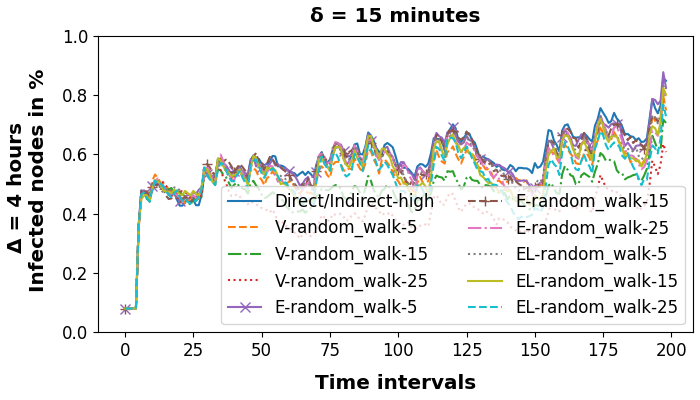 δ = 15 minutes
Δ = 4 hours
Infected nodes in %
1.0
0.8
0.6
0.4
0.2
0.0
Direct/Indirect-high
V-random_walk-5
V-random_walk-15
V-random_walk-25
E-random_walk-5
E-random_walk-15
E-random_walk-25
EL-random_walk-5
EL-random_walk-15
EL-random_walk-25
0 25 50 75 100 125 150 175 200
Time intervals